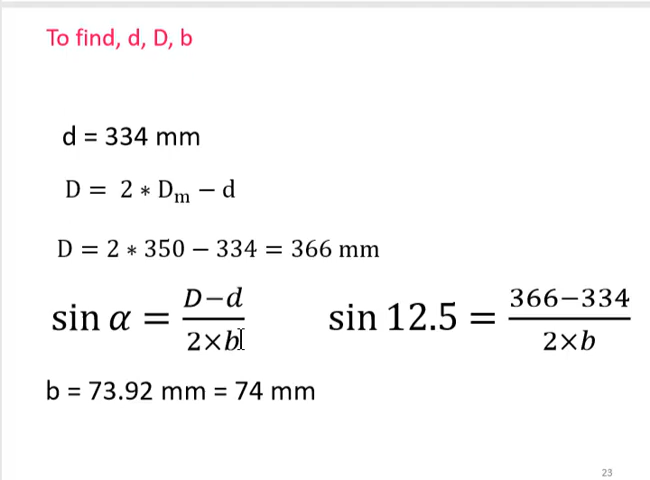 To find, d, D, b
d = 334 mm
D = 2 * Dₘ − d
D = 2 * 350 − 334 = 366 mm
sin α = (D−d)/(2×b) sin 12.5 = (366−334)/(2×b)
b = 73.92 mm = 74 mm
23